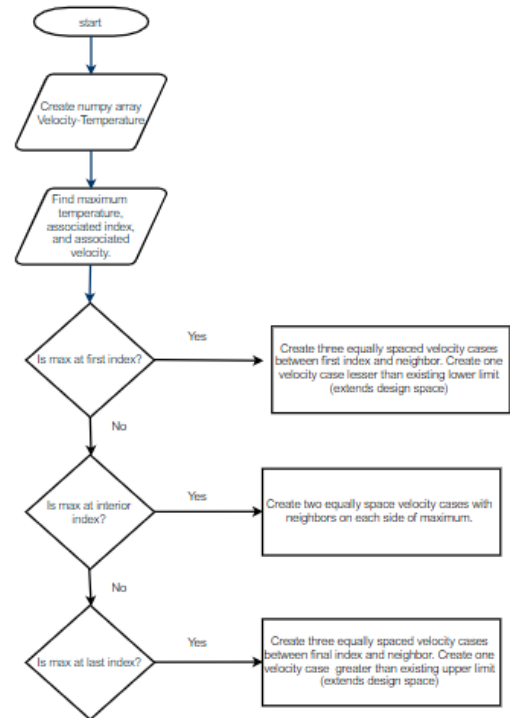 start
Create numpy array
Velocity-Temperature
Find maximum
temperature,
associated index,
and associated
velocity.
Is max at first index?
Yes
Create three equally spaced velocity cases
between first index and neighbor. Create one
velocity case lesser than existing lower limit
(extends design space)
No
Is max at interior
index?
Yes
Create two equally space velocity cases with
neighbors on each side of maximum.
No
Is max at last index?
Yes
Create three equally spaced velocity cases
between final index and neighbor. Create one
velocity case greater than existing upper limit
(extends design space)